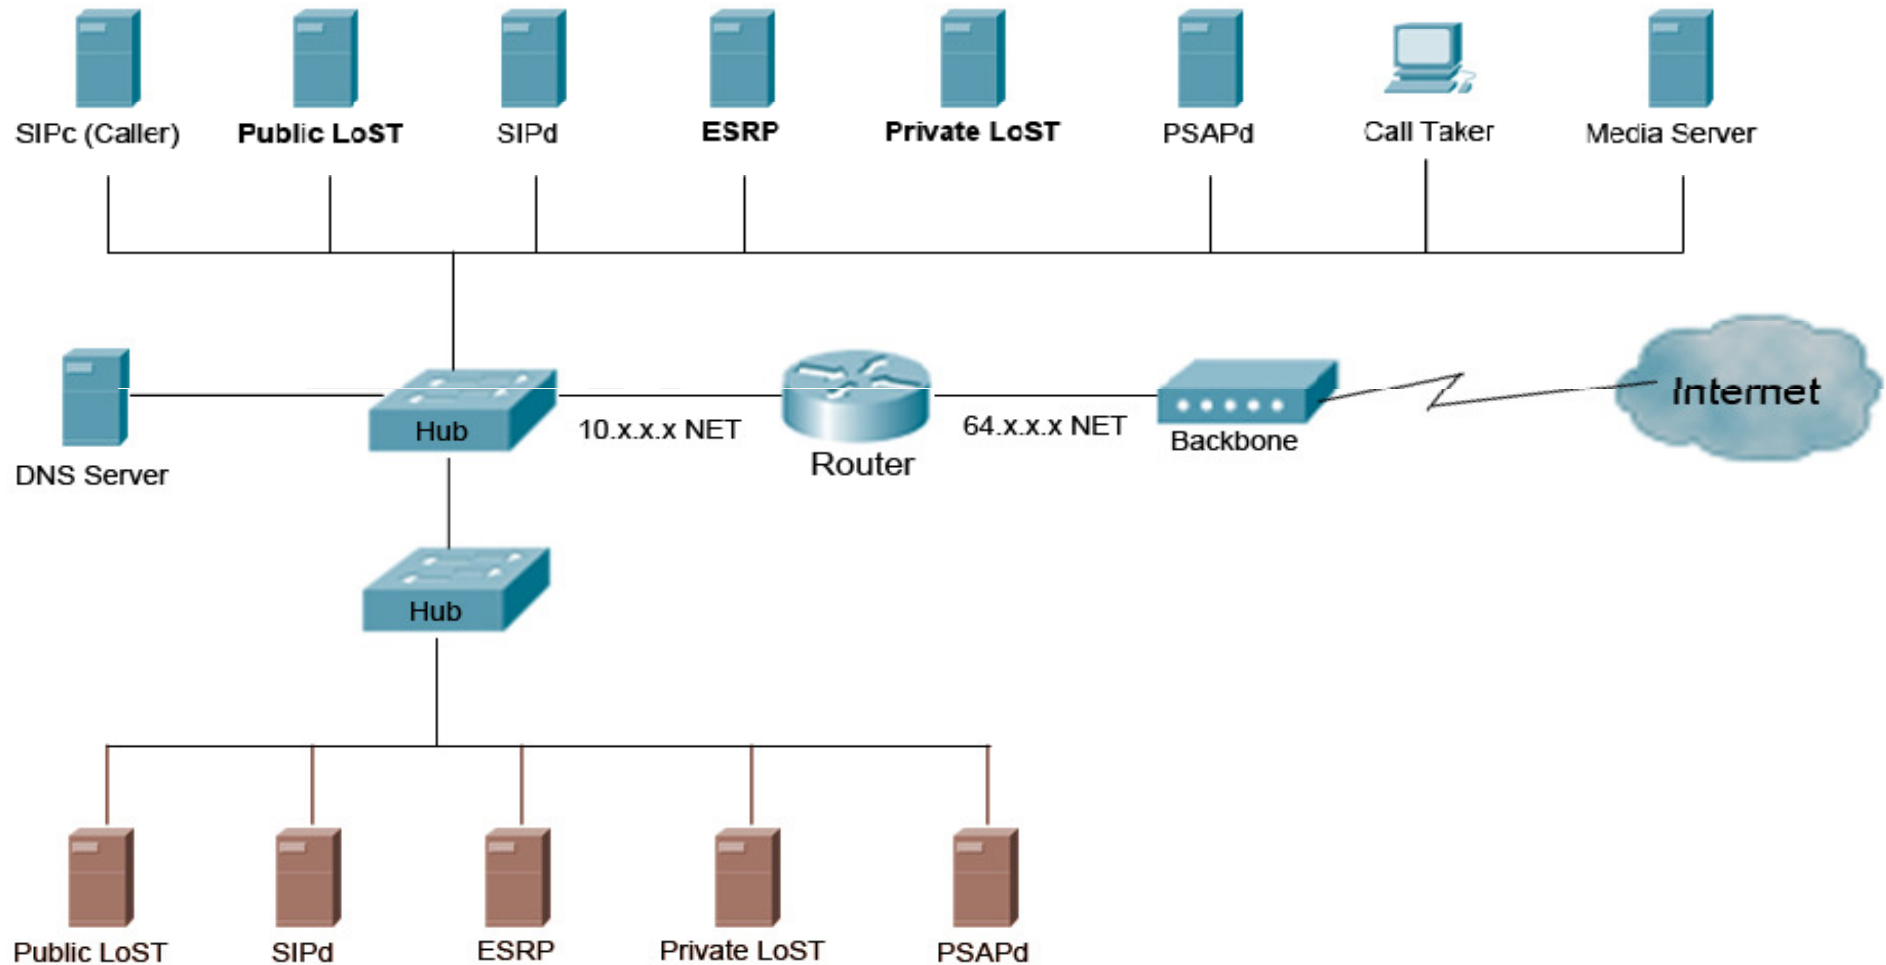 SIPc (Caller)
Public LoST
SIPd
ESRP
Private LoST
PSAPd
Call Taker
Media Server
DNS Server
Hub
10.x.x.x NET
Router
64.x.x.x NET
Backbone
Internet
Hub
Public LoST
SIPd
ESRP
Private LoST
PSAPd